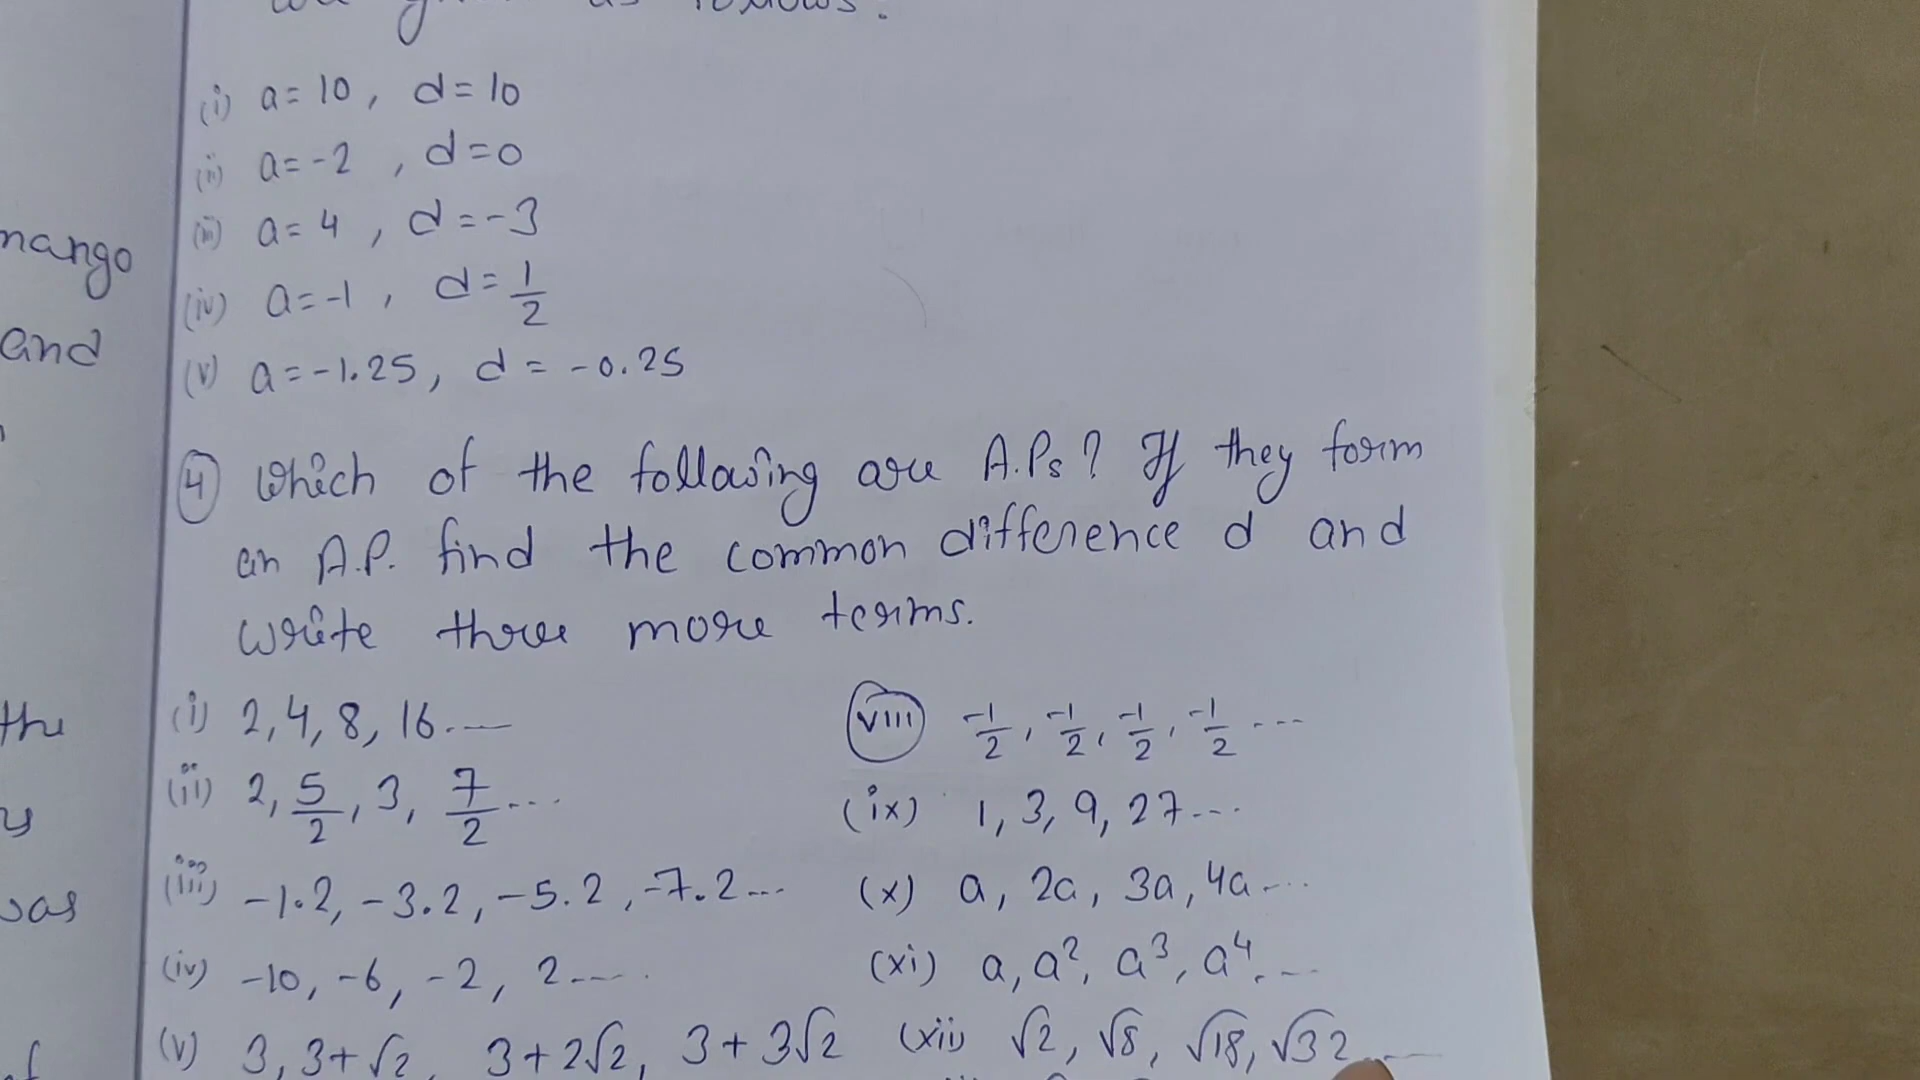 as follows.
(i) a = 10, d = 10
(ii) a = -2, d = 0
(iii) a = 4, d = -3
(iv) a = -1, d = 1/2
(v) a = -1.25, d = -0.25
④ Which of the following are A.Ps? If they form
an A.P. find the common difference d and
write three more terms.
(i) 2, 4, 8, 16.---
(ii) 2, 5/2, 3, 7/2 ...
(iii) -1.2, -3.2, -5.2, -7.2...
(iv) -10, -6, -2, 2.....
(v) 3, 3+√2, 3+2√2, 3+3√2
(viii) -1/2, -1/2, -1/2, -1/2 ...
(ix) 1, 3, 9, 27...
(x) a, 2a, 3a, 4a....
(xi) a, a², a³, a⁴....
(xii) √2, √8, √18, √32....
mango
and
the